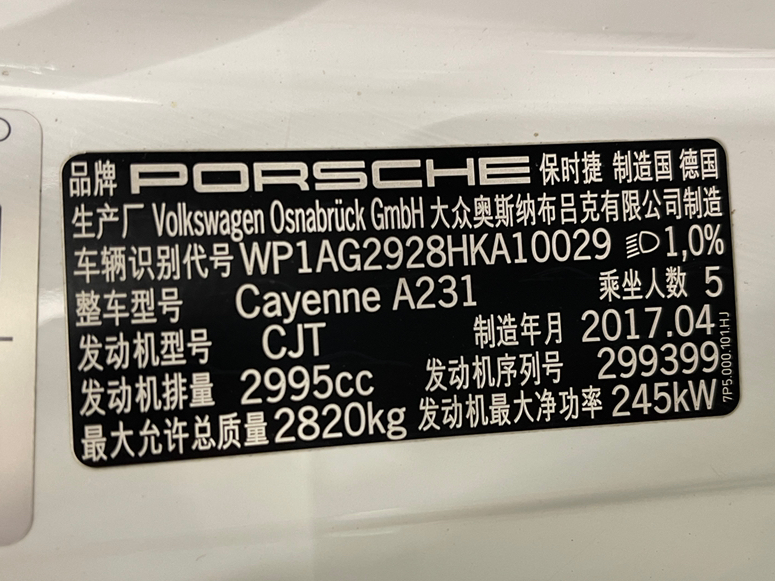 品牌 PORSCHE 保时捷 制造国 德国
生产厂 Volkswagen Osnabrück GmbH 大众奥斯纳布吕克有限公司制造
车辆识别代号 WP1AG2928HKA10029 1,0%
整车型号 Cayenne A231 乘坐人数 5
发动机型号 CJT 制造年月 2017.04
发动机排量 2995cc 发动机序列号 299399
最大允许总质量 2820kg 发动机最大净功率 245kW
7P5.000.101.HJ